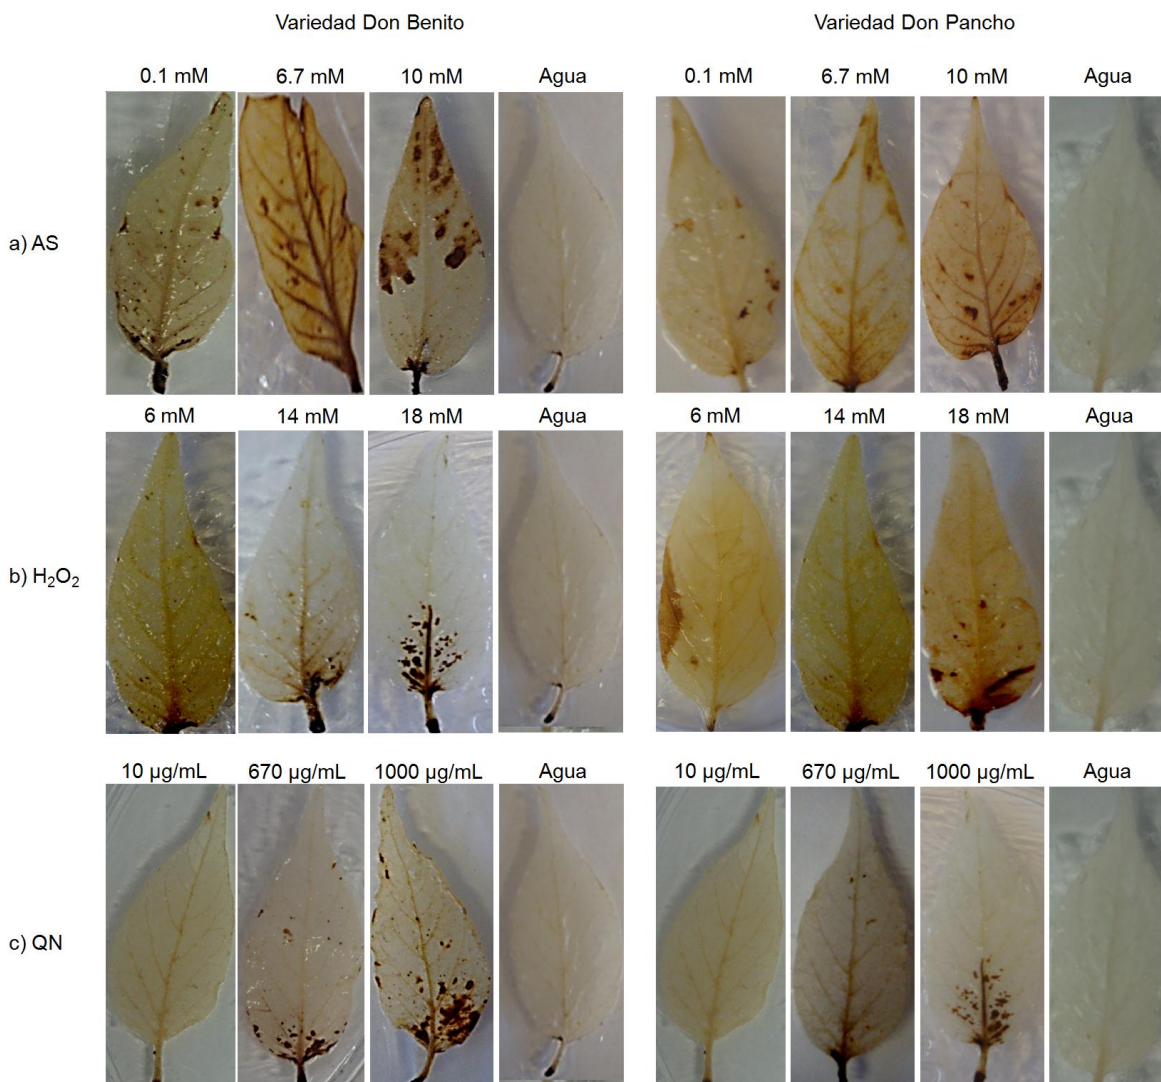 Variedad Don Benito Variedad Don Pancho
0.1 mM 6.7 mM 10 mM Agua 0.1 mM 6.7 mM 10 mM Agua
a) AS
6 mM 14 mM 18 mM Agua 6 mM 14 mM 18 mM Agua
b) H₂O₂
10 µg/mL 670 µg/mL 1000 µg/mL Agua 10 µg/mL 670 µg/mL 1000 µg/mL Agua
c) QN